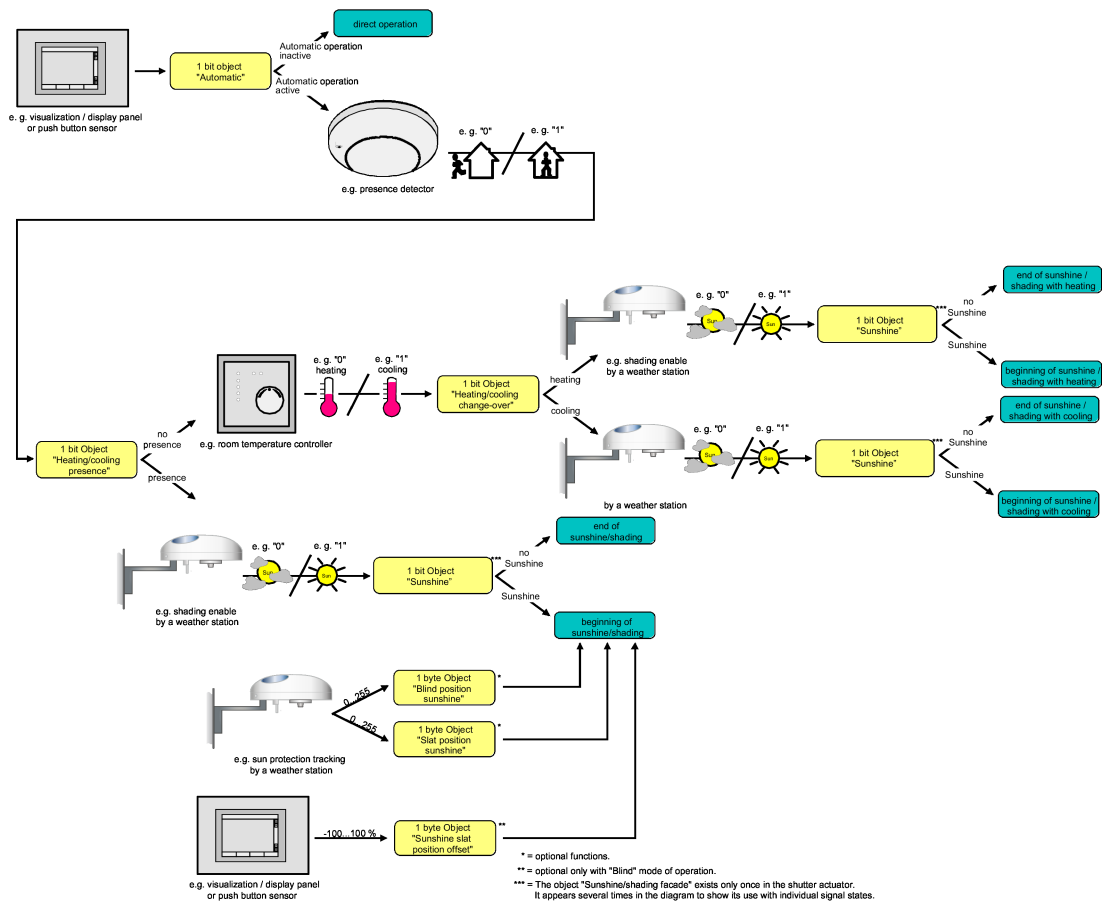 direct operation
Automatic operation
inactive
1 bit object
"Automatic"
Automatic operation
active
e. g. visualization / display panel
or push button sensor
e. g. "0"
e. g. "1"
e.g. presence detector
end of sunshine /
shading with heating
e. g. "0"
e. g. "1"
Sun
Sun
1 bit Object
"Sunshine"
***
no
Sunshine
Sunshine
e.g. shading enable
by a weather station
beginning of sunshine /
shading with heating
e. g. "0"
heating
e. g. "1"
cooling
1 bit Object
"Heating/cooling
change-over"
heating
cooling
e.g. room temperature controller
end of sunshine /
shading with cooling
e. g. "0"
e. g. "1"
Sun
Sun
1 bit Object
"Sunshine"
***
no
Sunshine
Sunshine
by a weather station
beginning of sunshine /
shading with cooling
1 bit Object
"Heating/cooling
presence"
no
presence
presence
end of
sunshine/shading
e. g. "0"
e. g. "1"
Sun
Sun
1 bit Object
"Sunshine"
***
no
Sunshine
Sunshine
e.g. shading enable
by a weather station
beginning of
sunshine/shading
0...255
1 byte Object
"Blind position
sunshine"
*
0...255
1 byte Object
"Slat position
sunshine"
*
e.g. sun protection tracking
by a weather station
-100...100 %
1 byte Object
"Sunshine slat
position offset"
**
e.g. visualization / display panel
or push button sensor
* = optional functions.
** = optional only with "Blind" mode of operation.
*** = The object "Sunshine/shading facade" exists only once in the shutter actuator.
It appears several times in the diagram to show its use with individual signal states.